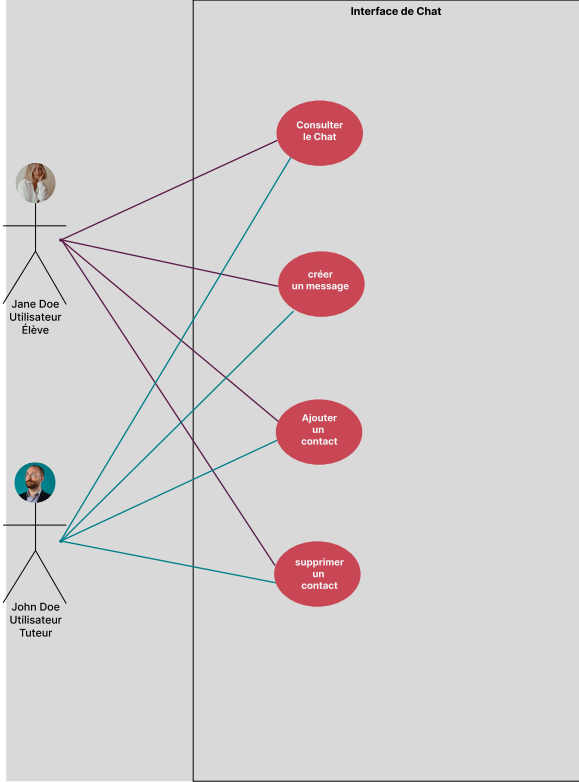 Interface de Chat
Consulter
le Chat
créer
un message
Jane Doe
Utilisateur
Élève
Ajouter
un
contact
supprimer
un
contact
John Doe
Utilisateur
Tuteur